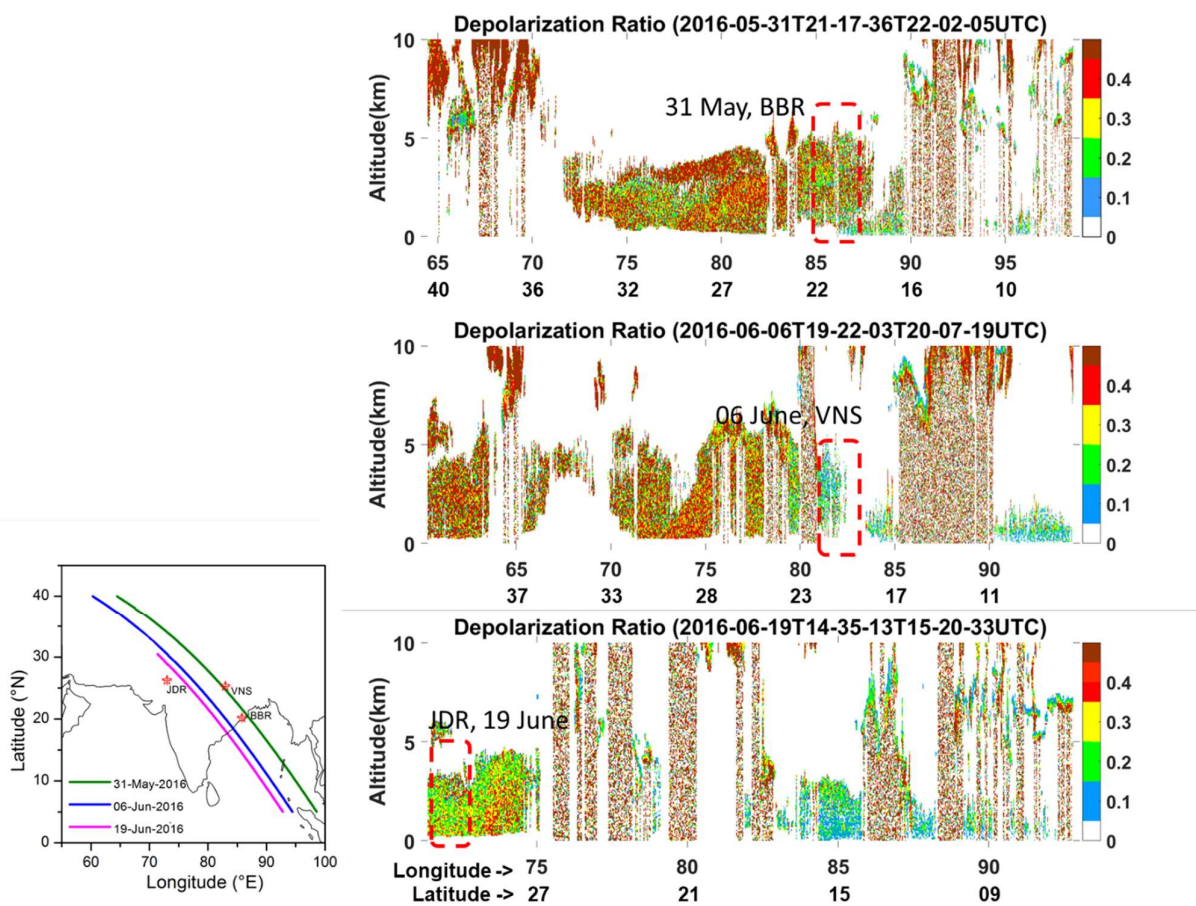 Depolarization Ratio (2016-05-31T21-17-36T22-02-05UTC)
10
5
0
Altitude(km)
31 May, BBR
0.4
0.3
0.2
0.1
0
65 70 75 80 85 90 95
40 36 32 27 22 16 10
Depolarization Ratio (2016-06-06T19-22-03T20-07-19UTC)
10
5
0
Altitude(km)
06 June, VNS
0.4
0.3
0.2
0.1
0
65 70 75 80 85 90
37 33 28 23 17 11
Depolarization Ratio (2016-06-19T14-35-13T15-20-33UTC)
10
5
0
Altitude(km)
JDR, 19 June
0.4
0.3
0.2
0.1
0
Longitude -> 75 80 85 90
Latitude -> 27 21 15 09
40
30
20
10
0
Latitude (°N)
JDR
VNS
BBR
31-May-2016
06-Jun-2016
19-Jun-2016
60 70 80 90 100
Longitude (°E)